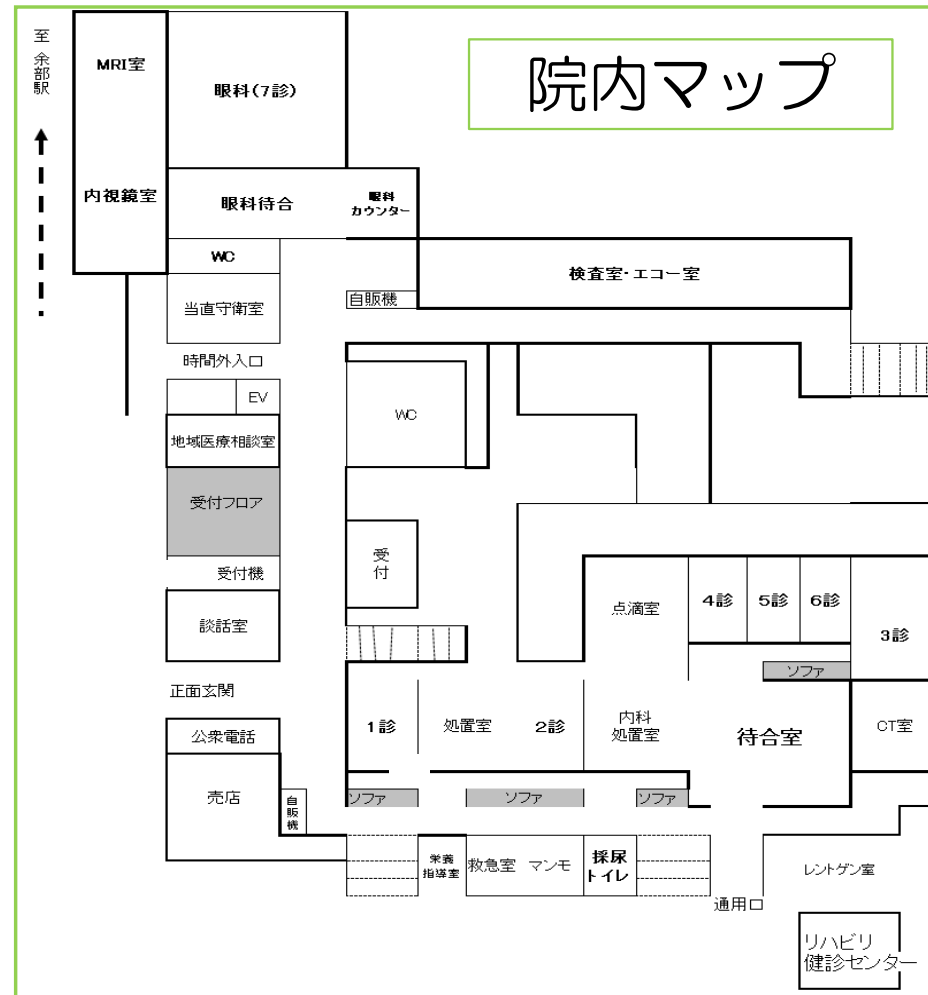 院内マップ
至 余部駅
MRI室
眼科(7診)
内視鏡室
眼科待合
眼科
カウンター
WC
検査室・エコー室
当直守衛室
自販機
時間外入口
EV
WC
地域医療相談室
受付フロア
受付
受付機
談話室
点滴室
4診
5診
6診
3診
ソファ
正面玄関
1診
処置室
2診
内科
処置室
待合室
CT室
公衆電話
売店
自販機
ソファ
ソファ
ソファ
栄養
指導室
救急室
マンモ
採尿
トイレ
レントゲン室
通用口
リハビリ
健診センター